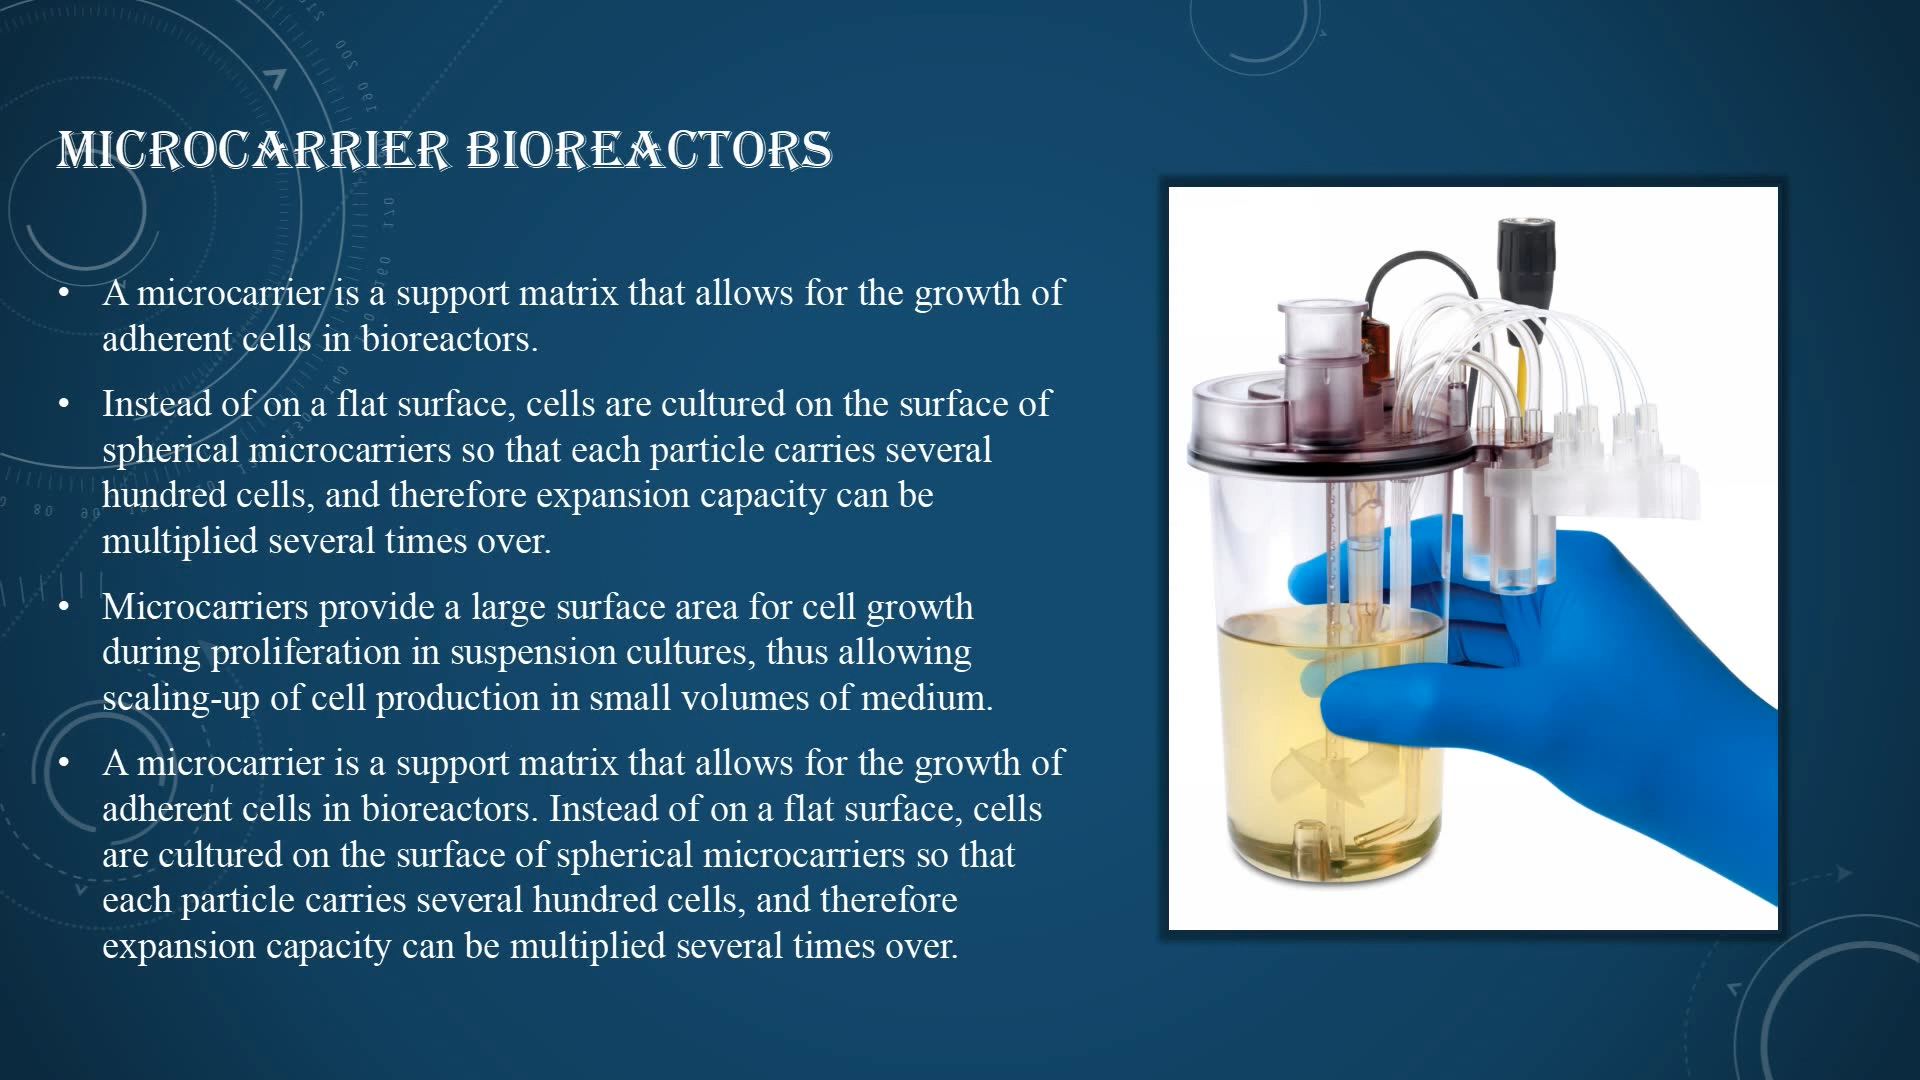 MICROCARRIER BIOREACTORS
• A microcarrier is a support matrix that allows for the growth of
adherent cells in bioreactors.
• Instead of on a flat surface, cells are cultured on the surface of
spherical microcarriers so that each particle carries several
hundred cells, and therefore expansion capacity can be
multiplied several times over.
• Microcarriers provide a large surface area for cell growth
during proliferation in suspension cultures, thus allowing
scaling-up of cell production in small volumes of medium.
• A microcarrier is a support matrix that allows for the growth of
adherent cells in bioreactors. Instead of on a flat surface, cells
are cultured on the surface of spherical microcarriers so that
each particle carries several hundred cells, and therefore
expansion capacity can be multiplied several times over.